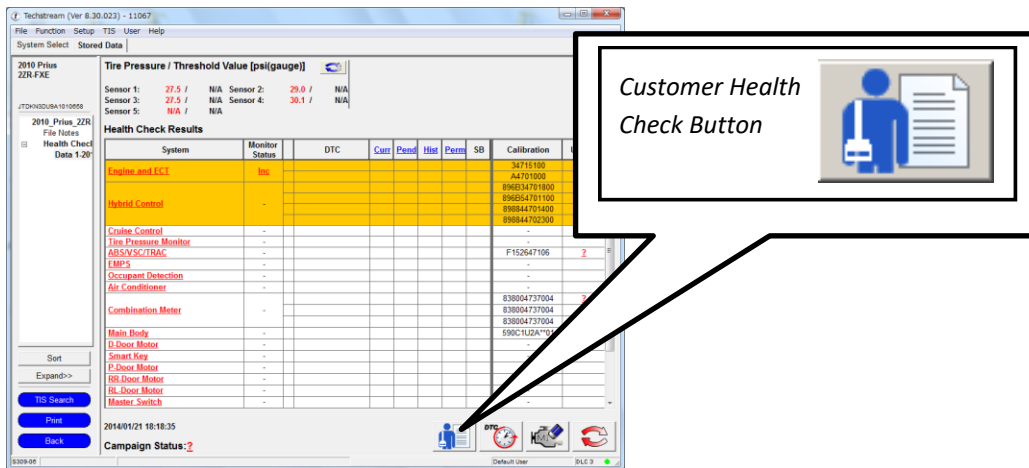 Techstream (Ver 8.30.023) - 11067
File Function Setup TIS User Help
System Select Stored Data
2010 Prius
2ZR-FXE
JTDKN3DU9A1010658
2010_Prius_2ZR
File Notes
Health Checl
Data 1-20
Sort
Expand>>
TIS Search
Print
Back
Tire Pressure / Threshold Value [psi(gauge)]
Sensor 1: 27.5 / N/A Sensor 2: 29.0 / N/A
Sensor 3: 27.5 / N/A Sensor 4: 30.1 / N/A
Sensor 5: N/A / N/A
Health Check Results
System Monitor Status DTC Curr Pend Hist Perm SB Calibration
Engine and ECT Inc 34715100
A4701000
Hybrid Control - 896B34701800
896B54701100
898844701400
898844702300
Cruise Control - -
Tire Pressure Monitor - -
ABS/VSC/TRAC - F152647106 ?
EMPS - -
Occupant Detection - -
Air Conditioner - -
Combination Meter - 838004737004 ?
838004737004
838004737004
Main Body - 590C1U2A**01
D-Door Motor - -
Smart Key -
P-Door Motor - -
RR-Door Motor - -
RL-Door Motor - -
Master Switch - -
2014/01/21 18:18:35
Campaign Status:?
DTC
S309-06 Default User DLC 3
Customer Health
Check Button